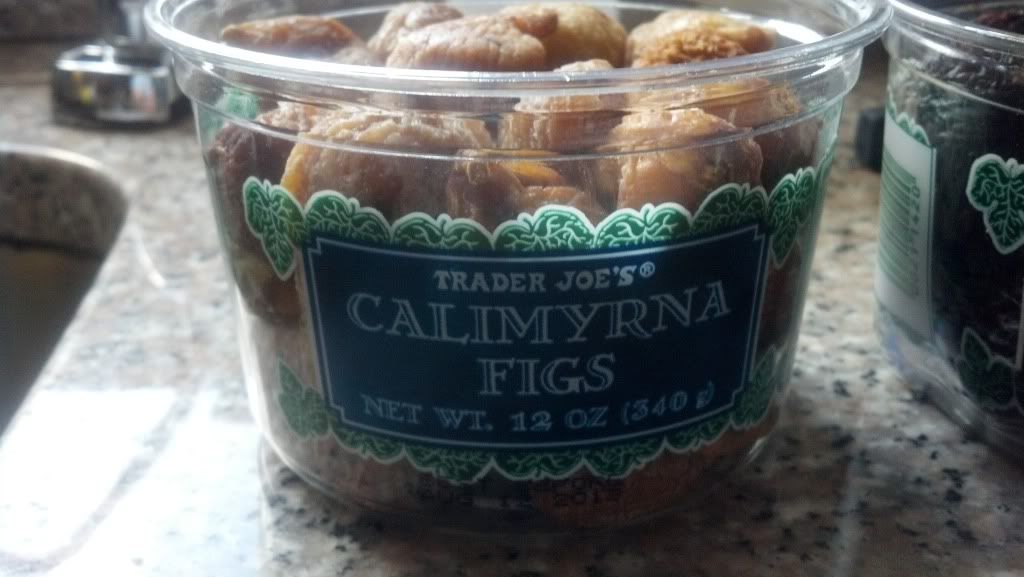 TRADER JOE'S®
CALIMYRNA
FIGS
NET WT. 12 OZ (340 g)